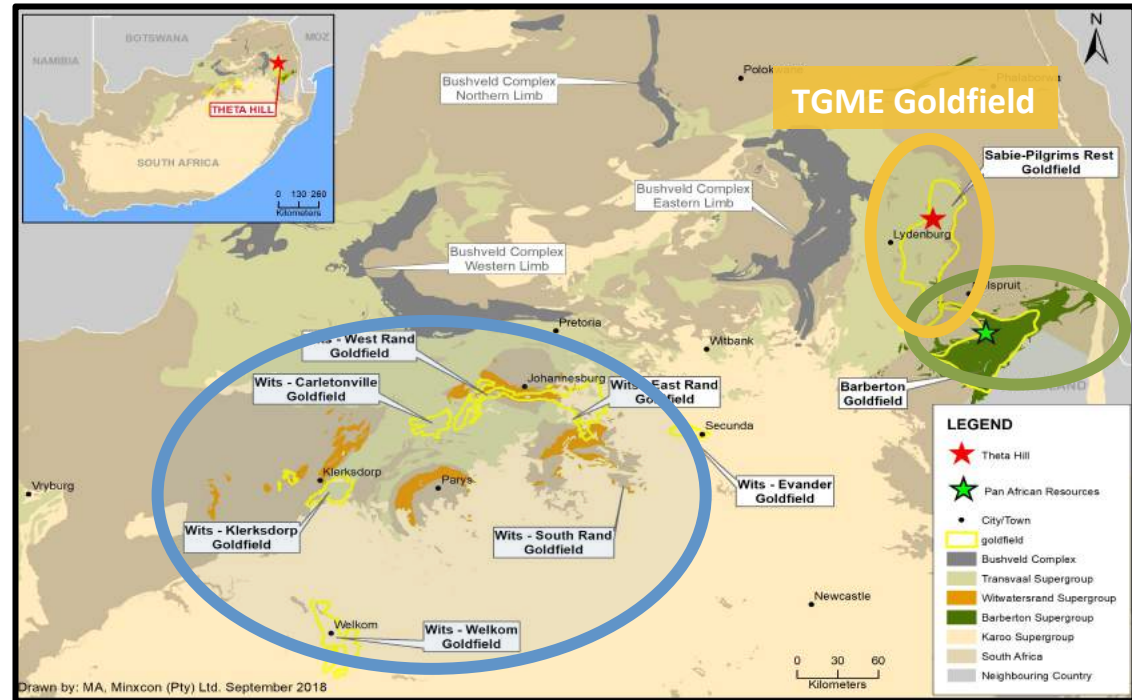 BOTSWANA
MOZ
NAMIBIA
THETA HILL
SOUTH AFRICA
0 130 260
Kilometers
N
Polokwane
Phalaborwa
Bushveld Complex
Northern Limb
TGME Goldfield
Sabie-Pilgrims Rest
Goldfield
Bushveld Complex
Eastern Limb
Lydenburg
Bushveld Complex
Western Limb
Pretoria
Witbank
Wits - West Rand
Goldfield
Wits - Carletonville
Goldfield
Johannesburg
Wits - East Rand
Goldfield
Barberton
Goldfield
Secunda
Klerksdorp
Parys
Vryburg
Wits - Evander
Goldfield
Wits - Klerksdorp
Goldfield
Wits - South Rand
Goldfield
Newcastle
Welkom
Wits - Welkom
Goldfield
0 30 60
Kilometers
LEGEND
Theta Hill
Pan African Resources
City/Town
goldfield
Bushveld Complex
Transvaal Supergroup
Witwatersrand Supergroup
Barberton Supergroup
Karoo Supergroup
South Africa
Neighbouring Country
Drawn by: MA, Minxcon (Pty) Ltd. September 2018